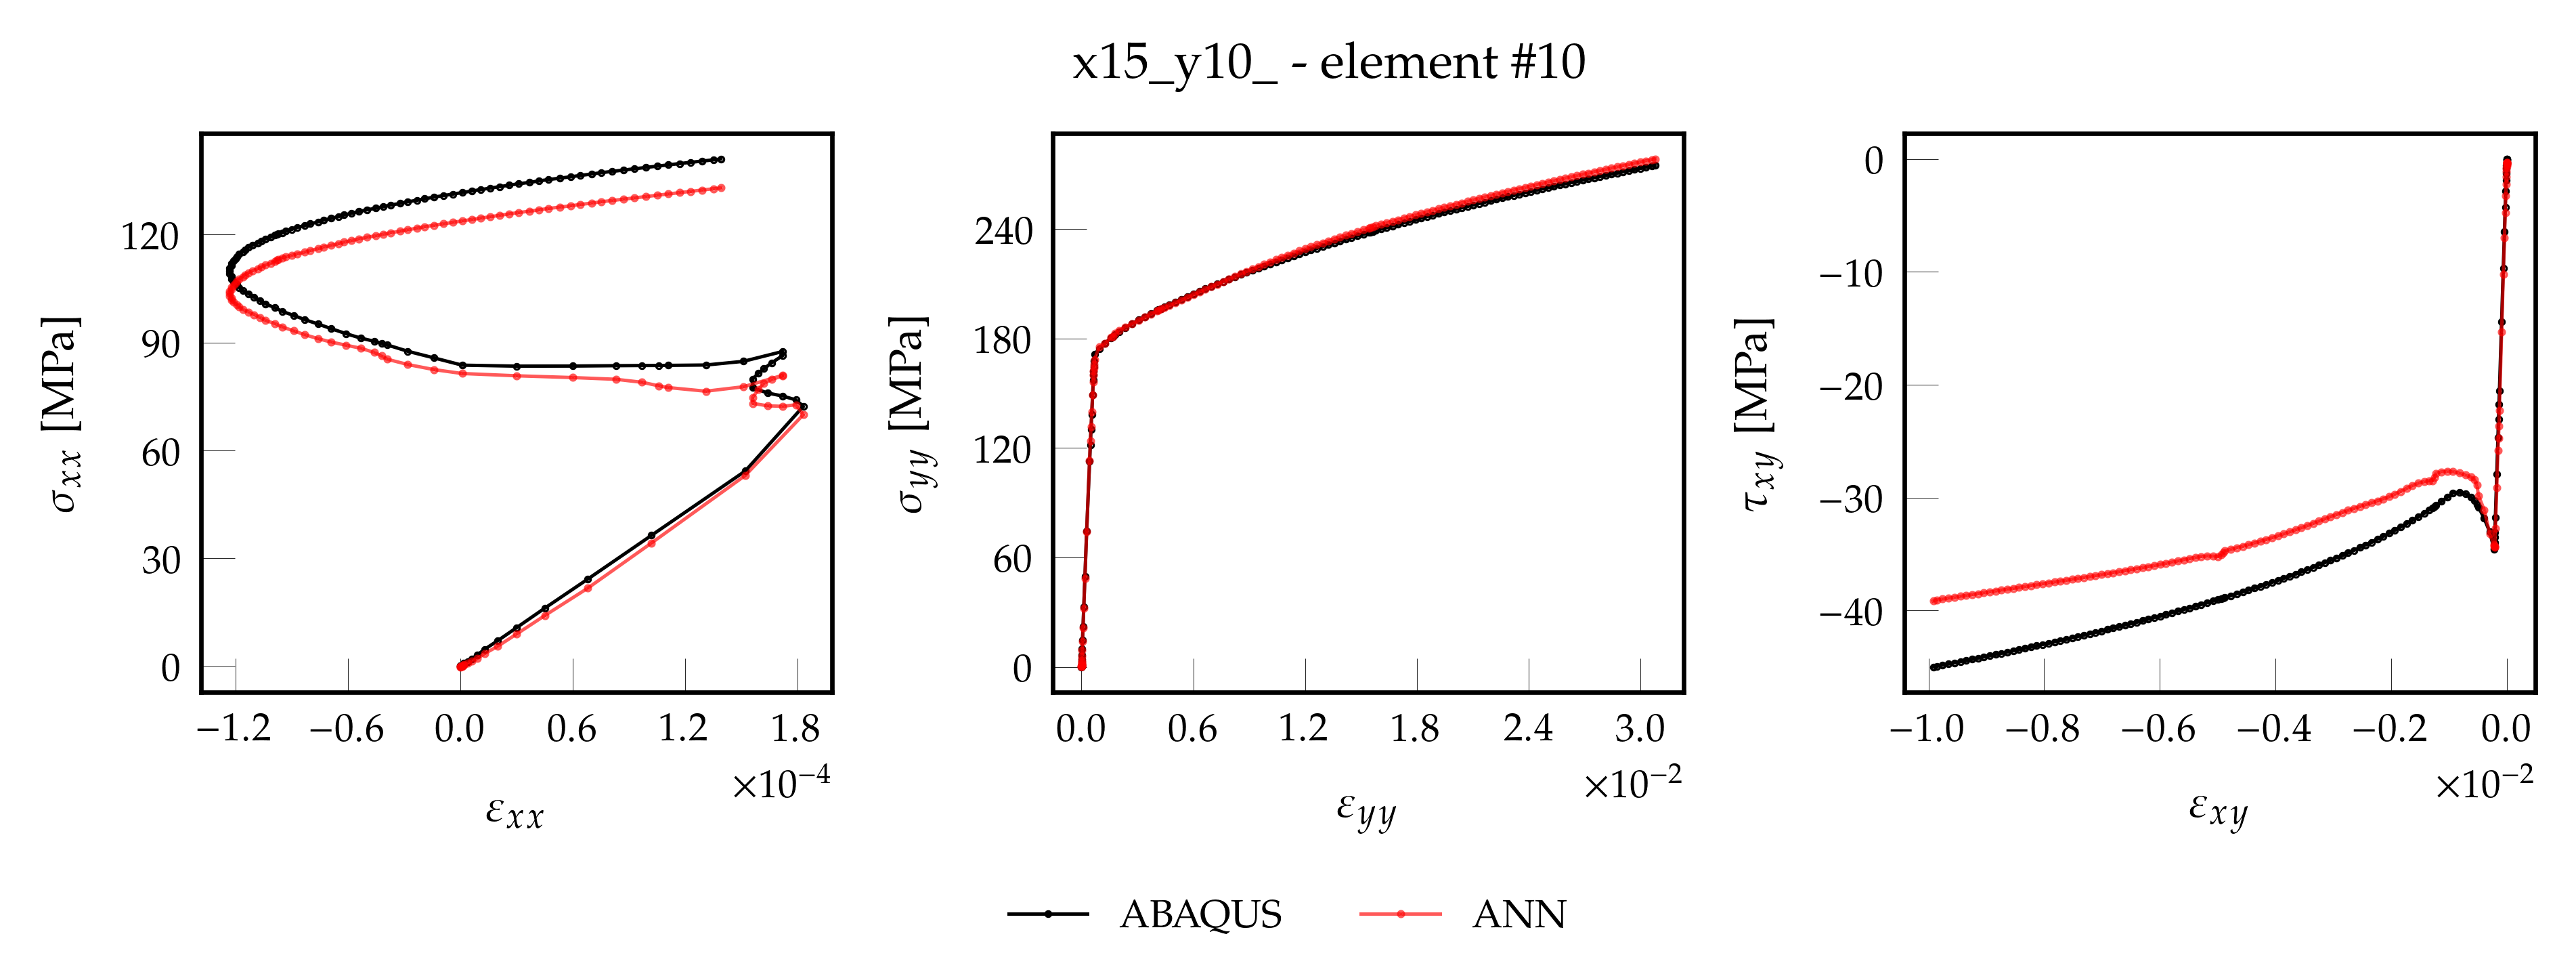 x15_y10_ - element #10
σxx [MPa]
120
90
60
30
0
−1.2 −0.6 0.0 0.6 1.2 1.8
×10−4
εxx
σyy [MPa]
240
180
120
60
0
0.0 0.6 1.2 1.8 2.4 3.0
×10−2
εyy
τxy [MPa]
0
−10
−20
−30
−40
−1.0 −0.8 −0.6 −0.4 −0.2 0.0
×10−2
εxy
ABAQUS ANN